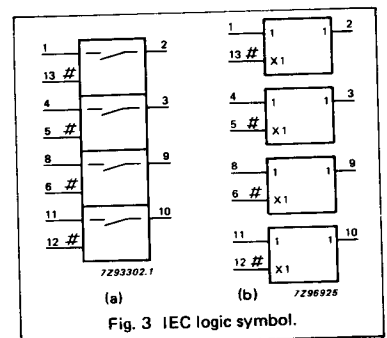 1 2
13 #
4 3
5 #
8 9
6 #
11 10
12 #
7Z93302.1
(a)
1 1 1 2
13 # X1
4 1 1 3
5 # X1
8 1 1 9
6 # X1
11 1 1 10
12 # X1
7Z96925
(b)
Fig. 3 IEC logic symbol.